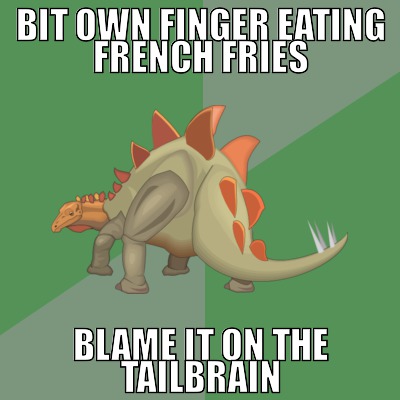 BIT OWN FINGER EATING
FRENCH FRIES
BLAME IT ON THE
TAILBRAIN